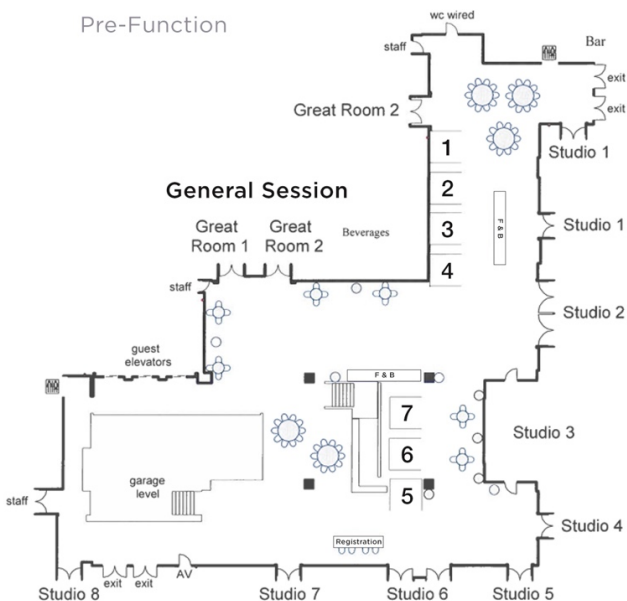 Pre-Function
wc wired
staff
Bar
exit
exit
Great Room 2
Studio 1
1
2
3
4
F & B
Studio 1
General Session
Great
Room 1
Great
Room 2
Beverages
staff
Studio 2
guest
elevators
F & B
7
6
5
Studio 3
garage
level
staff
Studio 4
Registration
exit
exit
AV
Studio 8
Studio 7
Studio 6
Studio 5